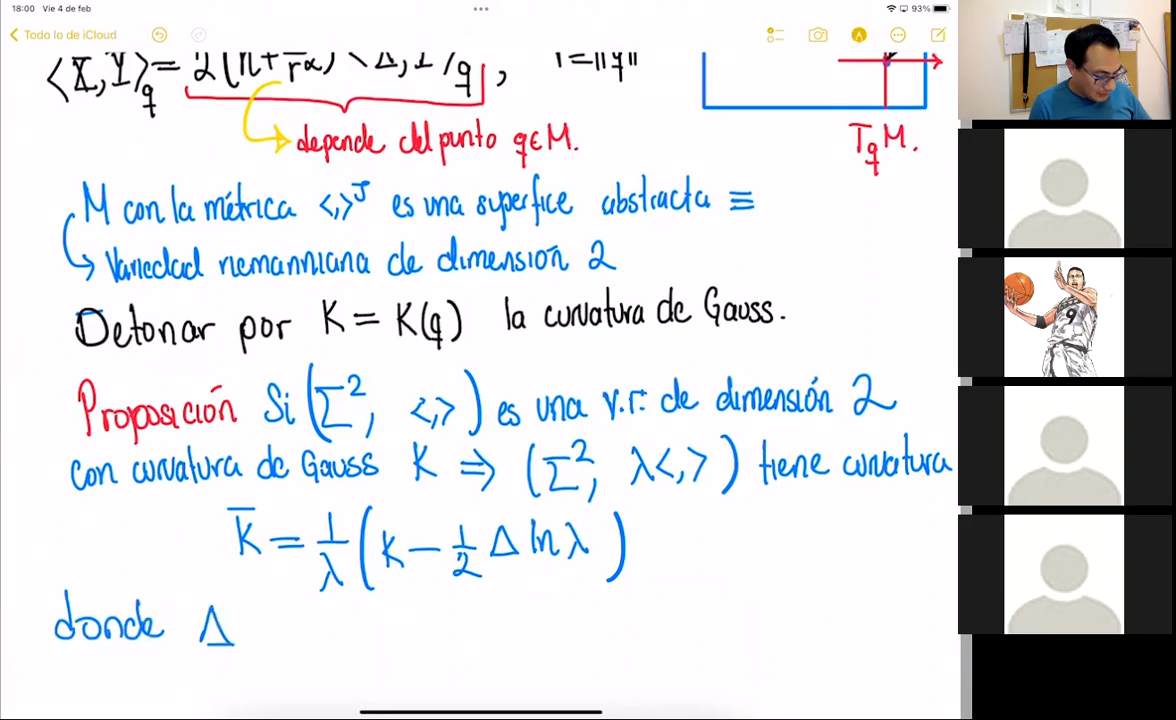 18:00 Vie 4 de feb
93%
Todo lo de iCloud
depende del punto q∈M.
T_q M.
M con la métrica <,>ᴶ es una superfice abstracta ≡
Variedad riemanniana de dimensión 2
Detonar por K = K(q) la curvatura de Gauss.
Proposición Si (Σ², <,>) es una v.r. de dimensión 2
con curvatura de Gauss K ⇒ (Σ², λ<,>) tiene curvatura
K̅ = 1/λ (K − 1/2 Δ ln λ)
donde Δ
9